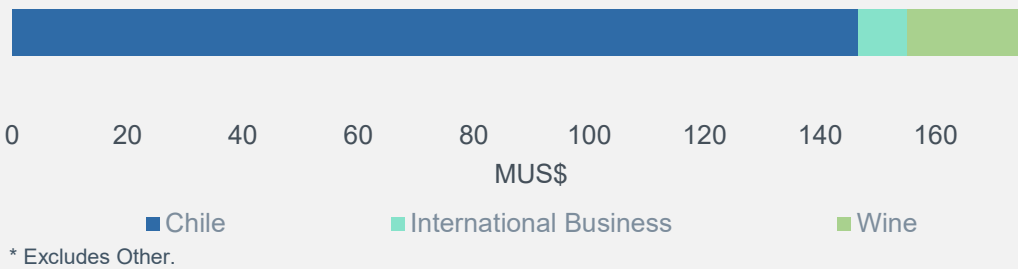 0 20 40 60 80 100 120 140 160
MUS$
Chile International Business Wine
* Excludes Other.